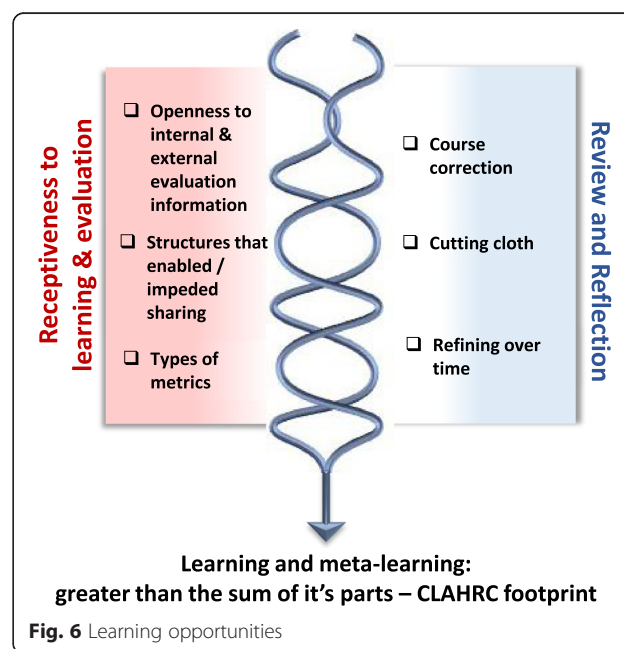 Receptiveness to
learning & evaluation
❑ Openness to
internal &
external
evaluation
information
❑ Structures that
enabled /
impeded
sharing
❑ Types of
metrics
❑ Course
correction
❑ Cutting cloth
❑ Refining over
time
Review and Reflection
Learning and meta-learning:
greater than the sum of it’s parts – CLAHRC footprint
Fig. 6 Learning opportunities